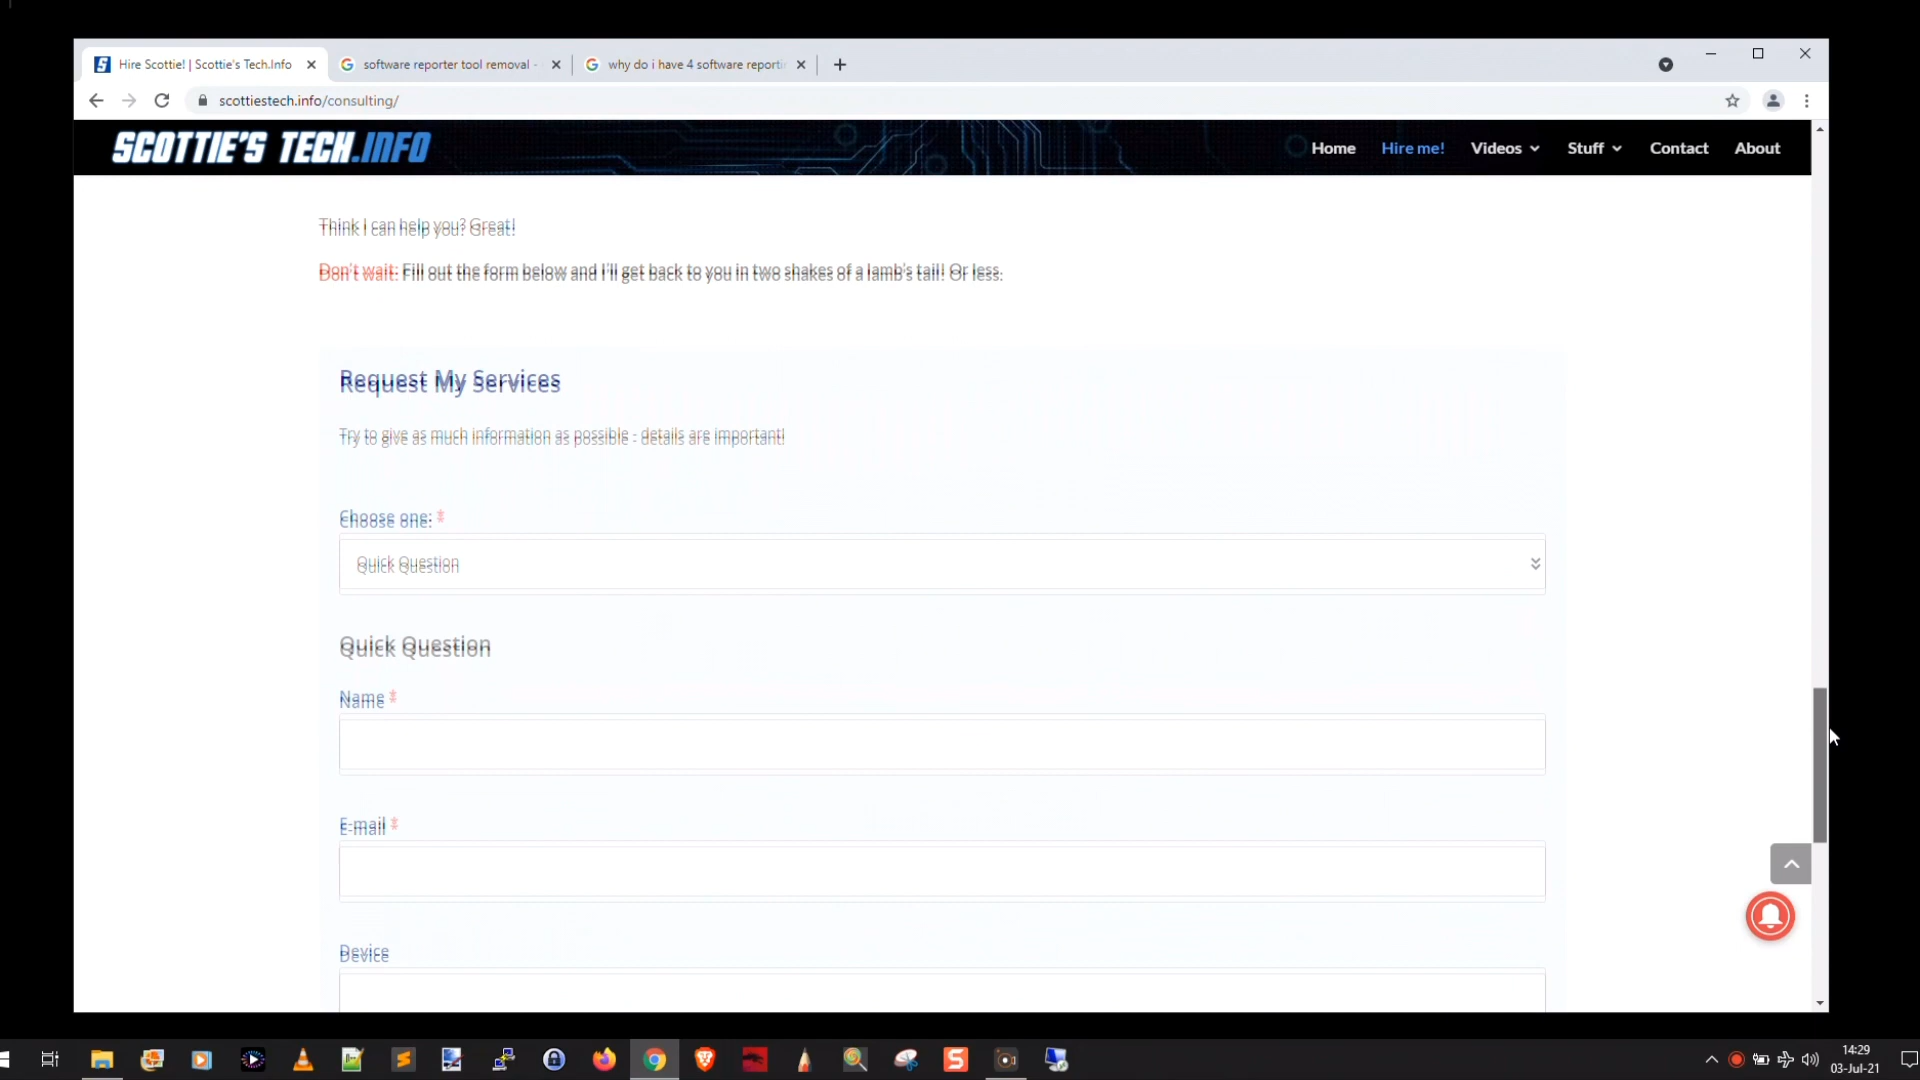 Hire Scottie! | Scottie's Tech.Info
software reporter tool removal -
why do i have 4 software reporti
scottiestech.info/consulting/
SCOTTIE'S TECH.INFO
Home
Hire me!
Videos
Stuff
Contact
About
Think I can help you? Great!
Don't wait: Fill out the form below and I'll get back to you in two shakes of a lamb's tail! Or less.
Request My Services
Try to give as much information as possible - details are important!
Choose one: *
Quick Question
Quick Question
Name *
E-mail *
Device
14:29
03-Jul-21